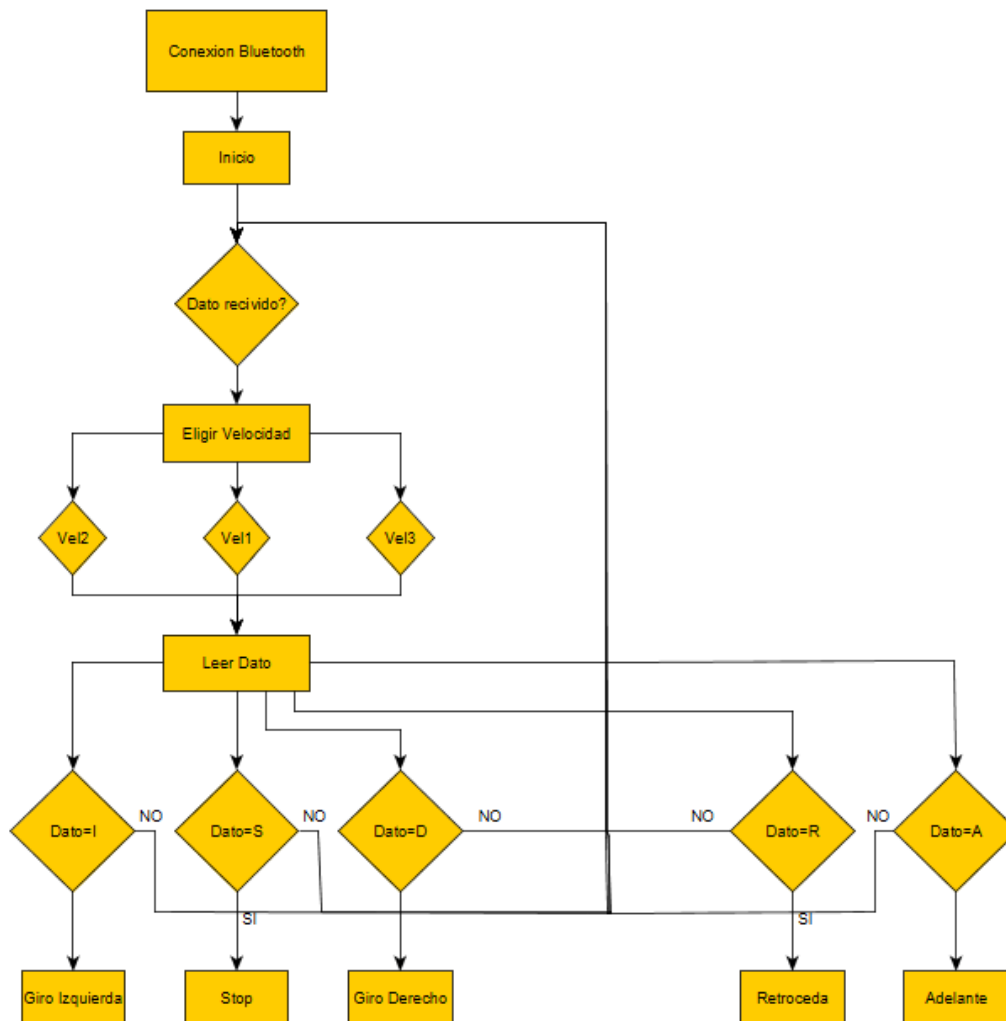 Conexion Bluetooth
Inicio
Dato recivido?
Eligir Velocidad
Vel2
Vel1
Vel3
Leer Dato
Dato=I
NO
Dato=S
NO
Dato=D
NO
NO
Dato=R
NO
Dato=A
SI
SI
Giro Izquierda
Stop
Giro Derecho
Retroceda
Adelante